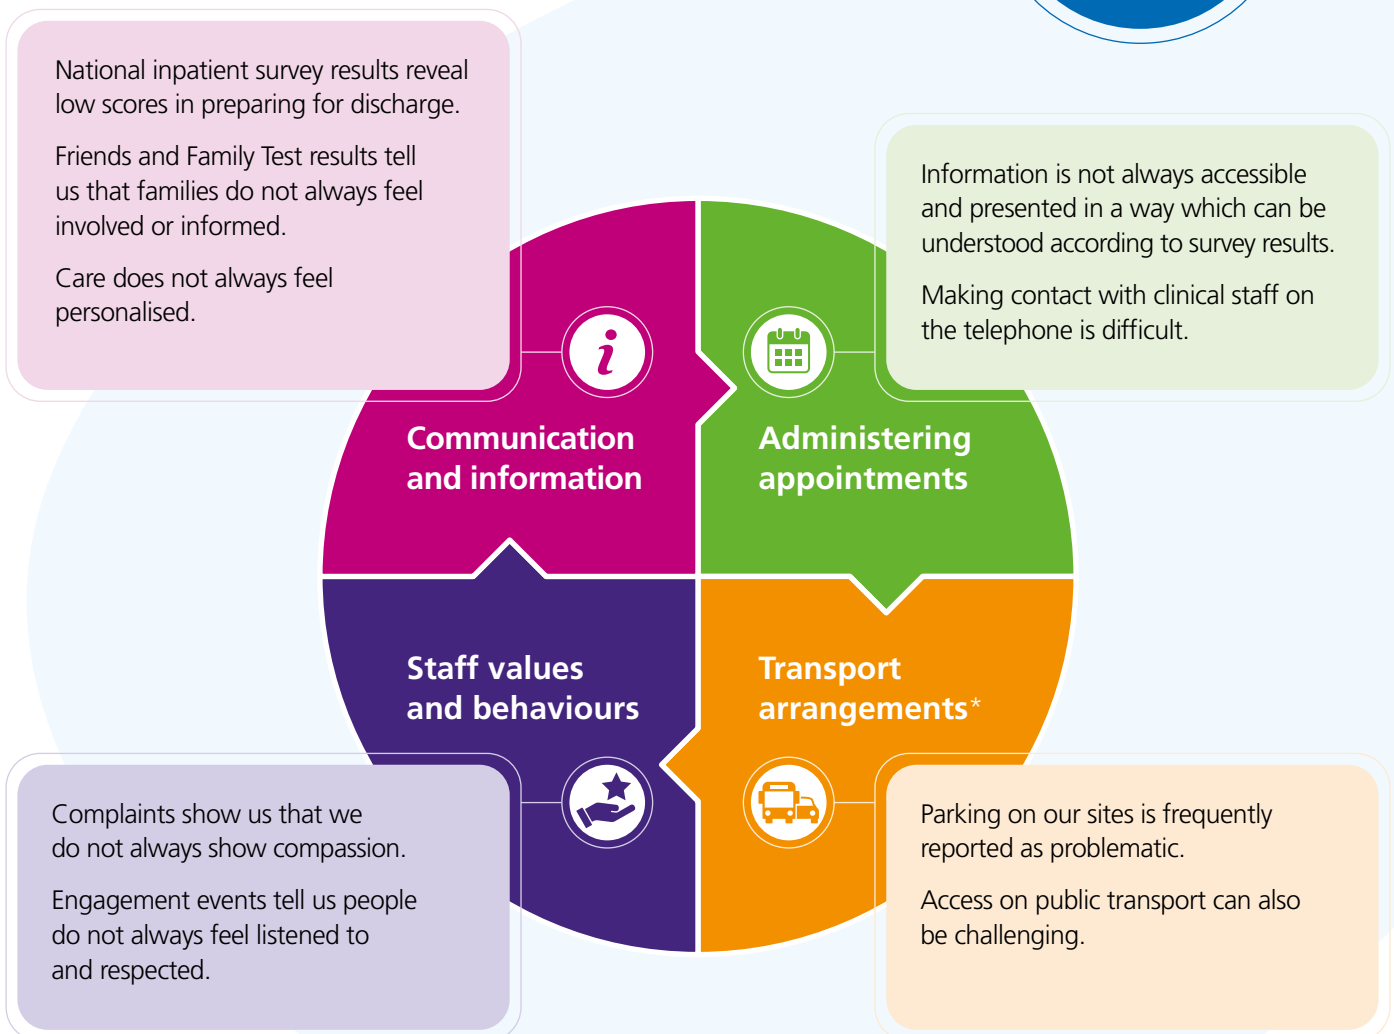 National inpatient survey results reveal
low scores in preparing for discharge.
Friends and Family Test results tell
us that families do not always feel
involved or informed.
Care does not always feel
personalised.
Information is not always accessible
and presented in a way which can be
understood according to survey results.
Making contact with clinical staff on
the telephone is difficult.
i
Communication
and information
Administering
appointments
Staff values
and behaviours
Transport
arrangements*
Complaints show us that we
do not always show compassion.
Engagement events tell us people
do not always feel listened to
and respected.
Parking on our sites is frequently
reported as problematic.
Access on public transport can also
be challenging.